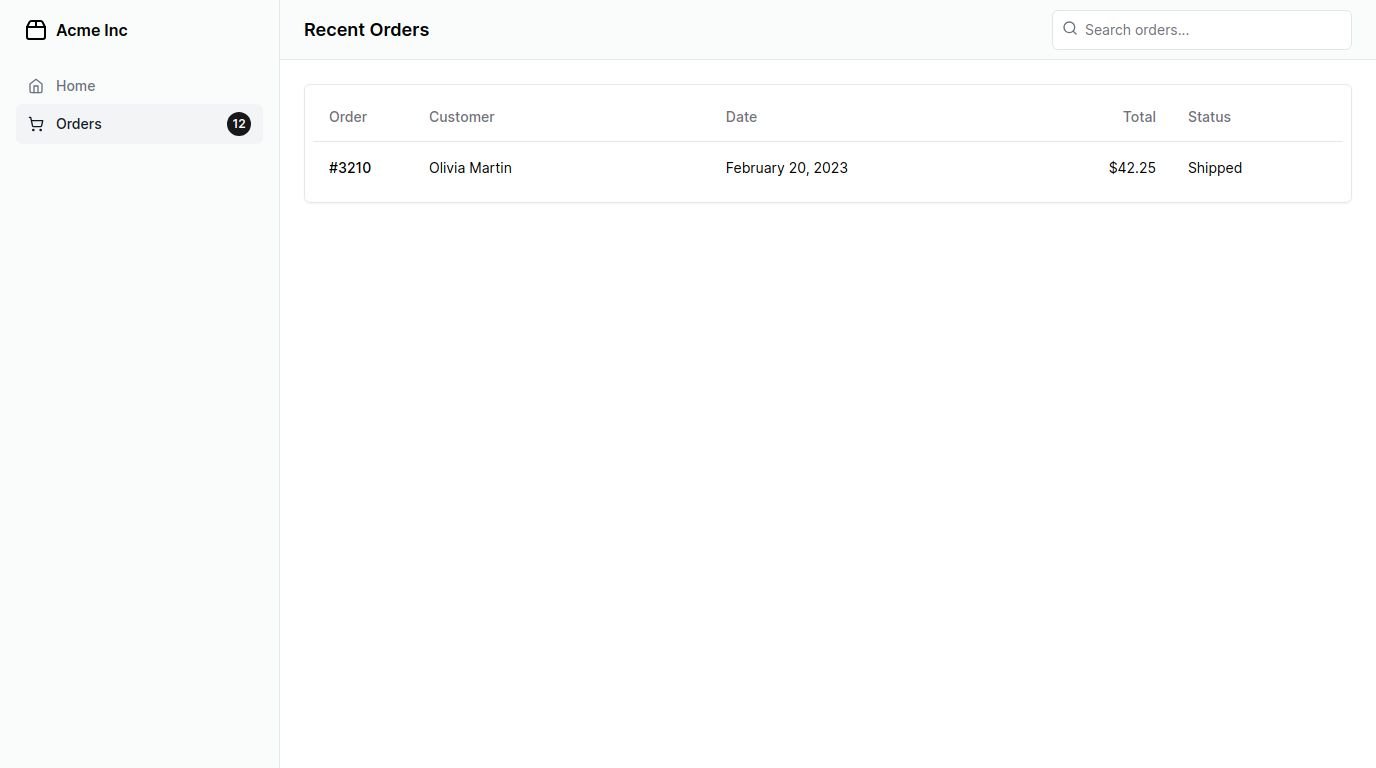 Acme Inc
Home
Orders 12
Recent Orders
Search orders...
Order Customer Date Total Status
#3210 Olivia Martin February 20, 2023 $42.25 Shipped